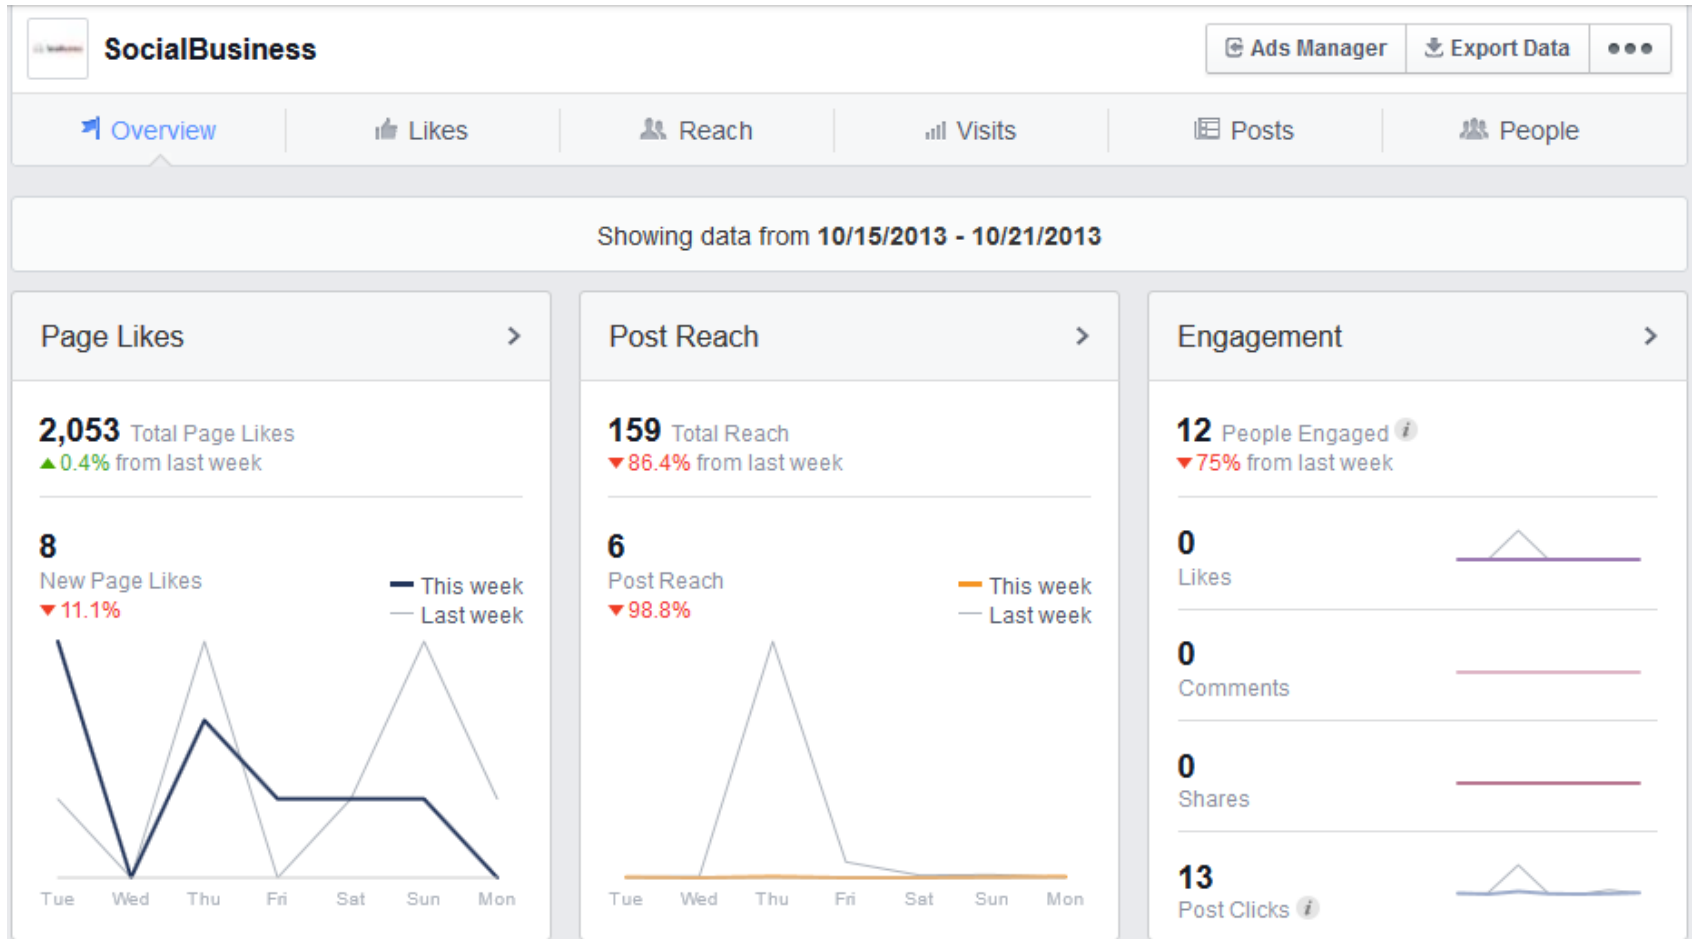 SocialBusiness
Ads Manager
Export Data
Overview
Likes
Reach
Visits
Posts
People
Showing data from 10/15/2013 - 10/21/2013
Page Likes
2,053 Total Page Likes
0.4% from last week
8
New Page Likes
11.1%
This week
Last week
Tue Wed Thu Fri Sat Sun Mon
Post Reach
159 Total Reach
86.4% from last week
6
Post Reach
98.8%
This week
Last week
Tue Wed Thu Fri Sat Sun Mon
Engagement
12 People Engaged i
75% from last week
0
Likes
0
Comments
0
Shares
13
Post Clicks i